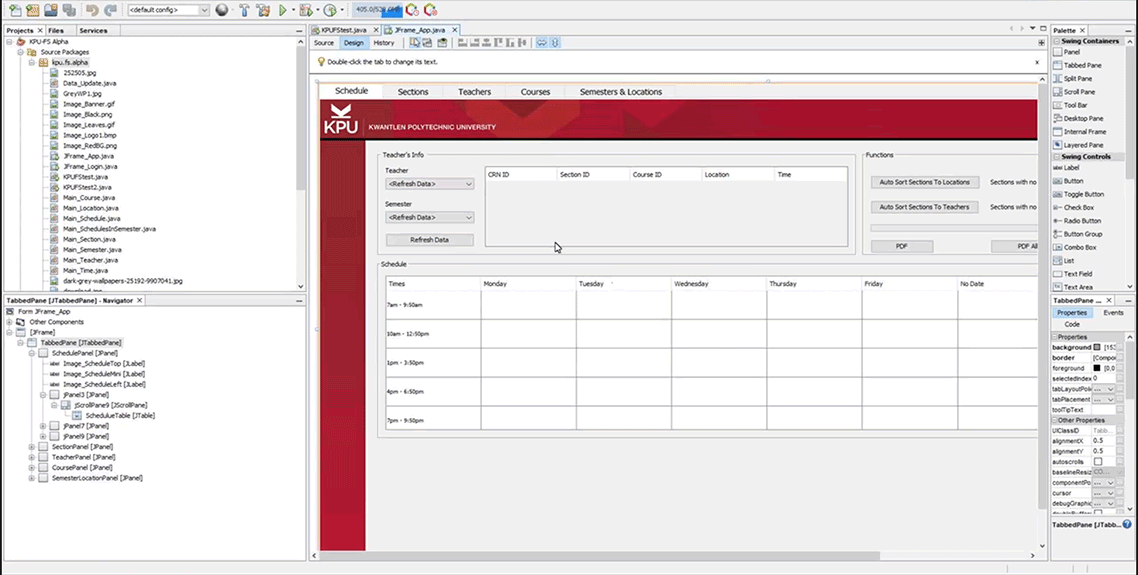 <default config>
Projects
Files
Services
KPU-FS Alpha
Source Packages
kpu.fs.alpha
252505.jpg
Data_Update.java
GreyWP1.jpg
Image_Banner.gif
Image_Black.png
Image_Leaves.gif
Image_Logo1.bmp
Image_RedBG.png
JFrame_App.java
JFrame_Login.java
KPUFStest.java
KPUFStest2.java
Main_Course.java
Main_Location.java
Main_Schedule.java
Main_SchedulesInSemester.java
Main_Section.java
Main_Semester.java
Main_Teacher.java
Main_Time.java
dark-grey-wallpapers-25192-9907041.jpg
TabbedPane [JTabbedPane] - Navigator
Form JFrame_App
Other Components
[JFrame]
TabbedPane [JTabbedPane]
SchedulePanel [JPanel]
Image_ScheduleTop [JLabel]
Image_ScheduleMini [JLabel]
Image_ScheduleLeft [JLabel]
jPanel3 [JPanel]
jScrollPane9 [JScrollPane]
ScheduleTable [JTable]
jPanel7 [JPanel]
jPanel9 [JPanel]
SectionPanel [JPanel]
TeacherPanel [JPanel]
CoursePanel [JPanel]
SemesterLocationPanel [JPanel]
KPUFStest.java
JFrame_App.java
Source Design History
Double-click the tab to change its text.
Schedule Sections Teachers Courses Semesters & Locations
KPU
KWANTLEN POLYTECHNIC UNIVERSITY
Teacher's Info
Teacher
<Refresh Data>
Semester
<Refresh Data>
Refresh Data
CRN ID Section ID Course ID Location Time
Functions
Auto Sort Sections To Locations Sections with no
Auto Sort Sections To Teachers Sections with no
PDF PDF All
Schedule
Times Monday Tuesday Wednesday Thursday Friday No Date
7am - 9:50am
10am - 12:50pm
1pm - 3:50pm
4pm - 6:50pm
7pm - 9:50pm
Palette
Swing Containers
Panel
Tabbed Pane
Split Pane
Scroll Pane
Tool Bar
Desktop Pane
Internal Frame
Layered Pane
Swing Controls
Label
Button
Toggle Button
Check Box
Radio Button
Button Group
Combo Box
List
Text Field
Text Area
TabbedPane ...
Properties Events
Code
Properties
background [153
border [Compo
foreground [0,0
selectedIndex 0
tabLayoutPolic ...
tabPlacement ...
toolTipText
Other Properties
UIClassID Tabb...
alignmentX 0.5
alignmentY 0.5
autoscrolls
baselineResiz CO...
componentPo ...
cursor ...
debugGraphic ...
TabbedPane [JTabb...